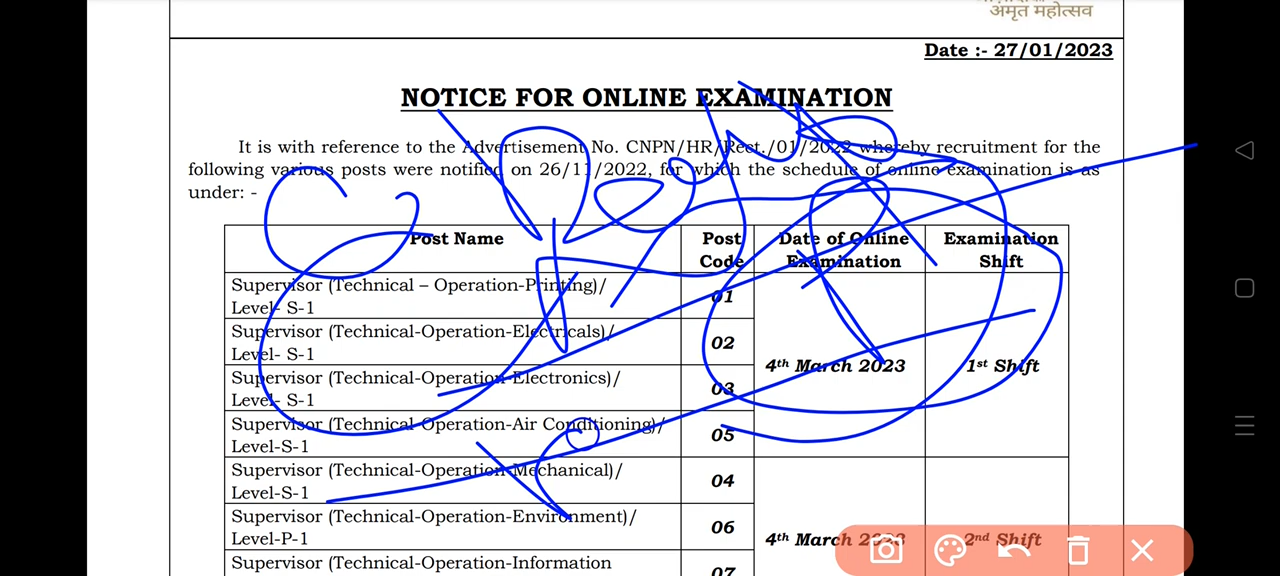 अमृत महोत्सव
Date :- 27/01/2023
NOTICE FOR ONLINE EXAMINATION
It is with reference to the Advertisement No. CNPN/HR/Rect./01/2022 whereby recruitment for the
following various posts were notified on 26/11/2022, for which the schedule of online examination is as
under: -
Post Name Post Code Date of Online Examination Examination Shift
Supervisor (Technical – Operation-Printing)/
Level- S-1
01
Supervisor (Technical-Operation-Electricals)/
Level- S-1
02
Supervisor (Technical-Operation-Electronics)/
Level- S-1
03
4th March 2023 1st Shift
Supervisor (Technical-Operation-Air Conditioning)/
Level-S-1
05
Supervisor (Technical-Operation-Mechanical)/
Level-S-1
04
Supervisor (Technical-Operation-Environment)/
Level-P-1
06
4th March 2023 2nd Shift
Supervisor (Technical-Operation-Information
07